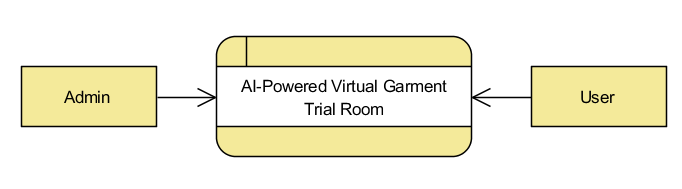 Admin
AI-Powered Virtual Garment
Trial Room
User